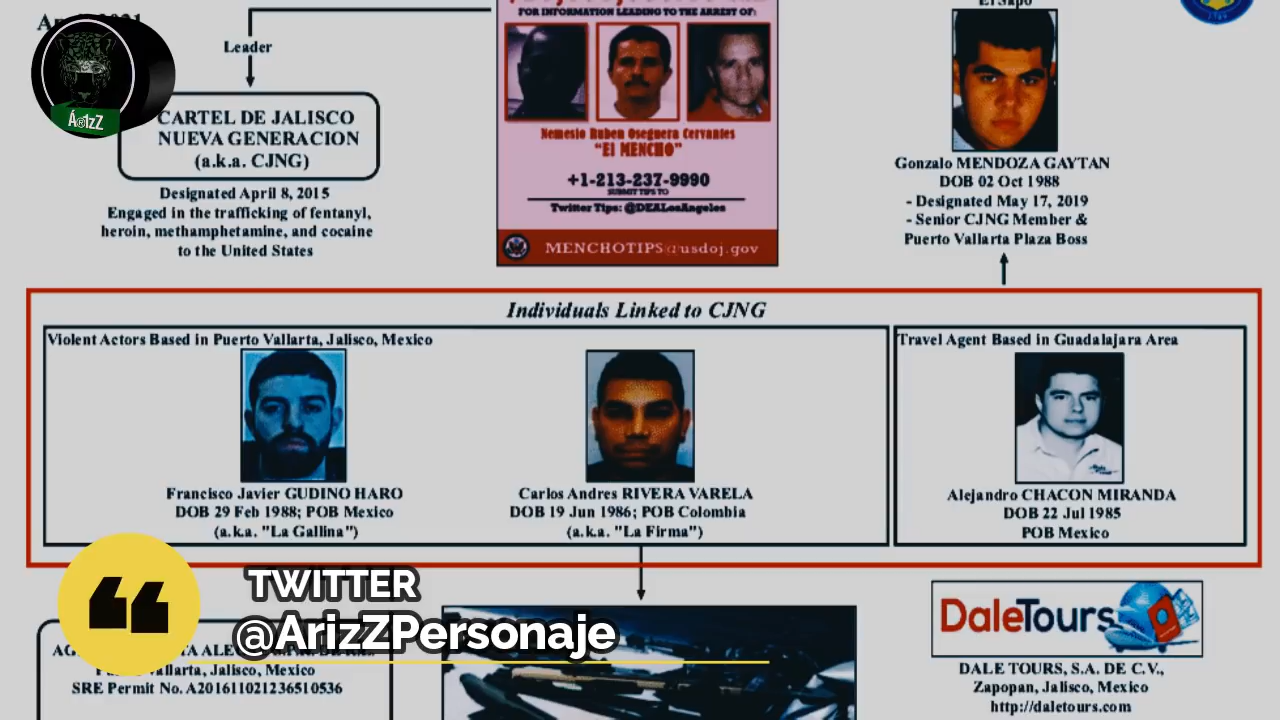 Leader
CARTEL DE JALISCO
NUEVA GENERACION
(a.k.a. CJNG)
Designated April 8, 2015
Engaged in the trafficking of fentanyl,
heroin, methamphetamine, and cocaine
to the United States
A®1zZ
FOR INFORMATION LEADING TO THE ARREST OF:
Nemesio Ruben Oseguera Cervantes
"El MENCHO"
+1-213-237-9990
SUBMIT TIPS TO
Twitter Tips: @DEALosAngeles
MENCHOTIPS@usdoj.gov
El Sapo
Gonzalo MENDOZA GAYTAN
DOB 02 Oct 1988
- Designated May 17, 2019
- Senior CJNG Member &
Puerto Vallarta Plaza Boss
Individuals Linked to CJNG
Violent Actors Based in Puerto Vallarta, Jalisco, Mexico
Francisco Javier GUDINO HARO
DOB 29 Feb 1988; POB Mexico
(a.k.a. "La Gallina")
Carlos Andres RIVERA VARELA
DOB 19 Jun 1986; POB Colombia
(a.k.a. "La Firma")
Travel Agent Based in Guadalajara Area
Alejandro CHACON MIRANDA
DOB 22 Jul 1985
POB Mexico
TWITTER
@ArizZPersonaje
Vallarta, Jalisco, Mexico
SRE Permit No. A201611021236510536
DaleTours
DALE TOURS, S.A. DE C.V.,
Zapopan, Jalisco, Mexico
http://daletours.com